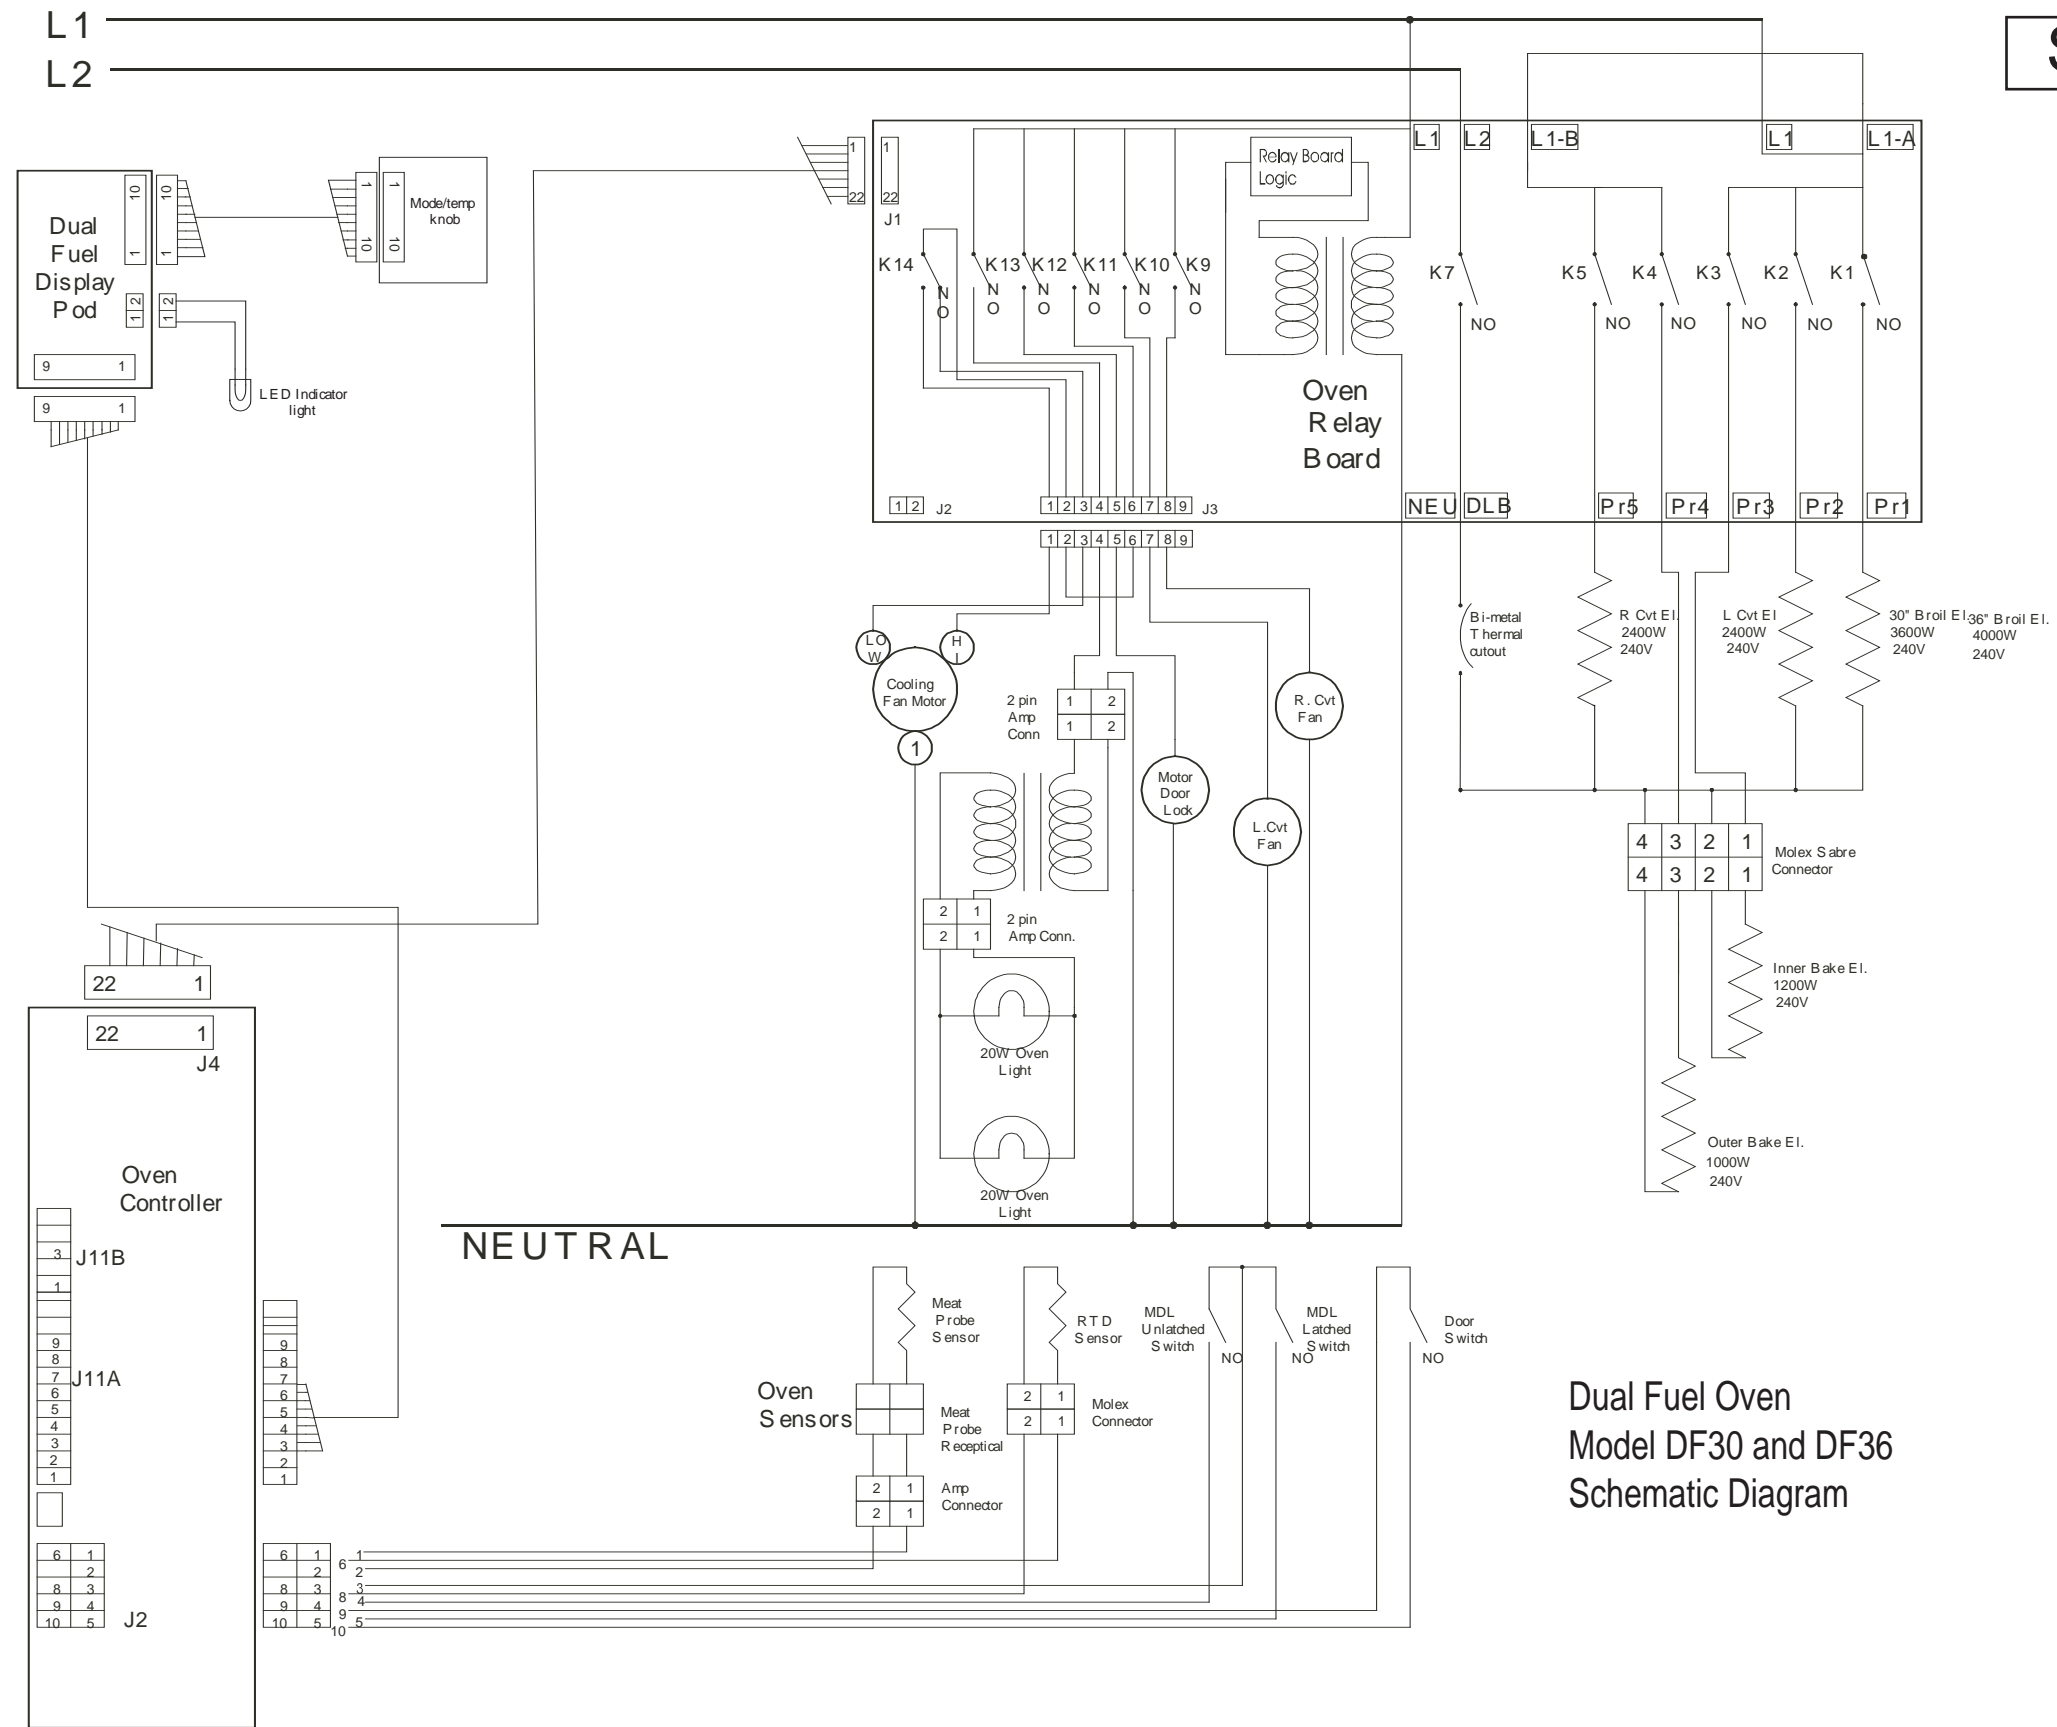 L1
L2
S
L1
L2
L1-B
L1
L1-A
1
22
1
22
J1
Relay Board
Logic
10
1
10
1
1
10
1
10
Mode/temp
knob
Dual
Fuel
Display
Pod
2
1
2
1
9 1
9 1
LED Indicator
light
K14
K13
K12
K11
K10
K9
K7
K5
K4
K3
K2
K1
NO
NO
NO
NO
NO
NO
NO
NO
NO
NO
NO
NO
Oven
Relay
Board
1 2
J2
1 2 3 4 5 6 7 8 9
J3
NEU
DLB
Pr5
Pr4
Pr3
Pr2
Pr1
1 2 3 4 5 6 7 8 9
LOW
HI
Cooling
Fan Motor
1
2 pin
Amp
Conn
1 2
1 2
R. Cvt
Fan
Motor
Door
Lock
L.Cvt
Fan
Bi-metal
Thermal
cutout
R Cvt El.
2400W
240V
L Cvt El
2400W
240V
30" Broil El.
3600W
240V
36" Broil El.
4000W
240V
4 3 2 1
4 3 2 1
Molex Sabre
Connector
2 1
2 1
2 pin
Amp Conn.
Inner Bake El.
1200W
240V
20W Oven
Light
Outer Bake El.
1000W
240V
20W Oven
Light
22 1
22 1
J4
Oven
Controller
NEUTRAL
3
1
J11B
9
8
7
6
5
4
3
2
1
J11A
9
8
7
6
5
4
3
2
1
Meat
Probe
Sensor
RTD
Sensor
MDL
Unlatched
Switch
NO
MDL
Latched
Switch
NO
Door
Switch
NO
Oven
Sensors
Meat
Probe
Receptical
2 1
2 1
Molex
Connector
2 1
2 1
Amp
Connector
6 1
2
8 3
9 4
10 5
J2
6 1
2
8 3
9 4
10 5
1
6
2
3
8
4
9
5
10
Dual Fuel Oven
Model DF30 and DF36
Schematic Diagram